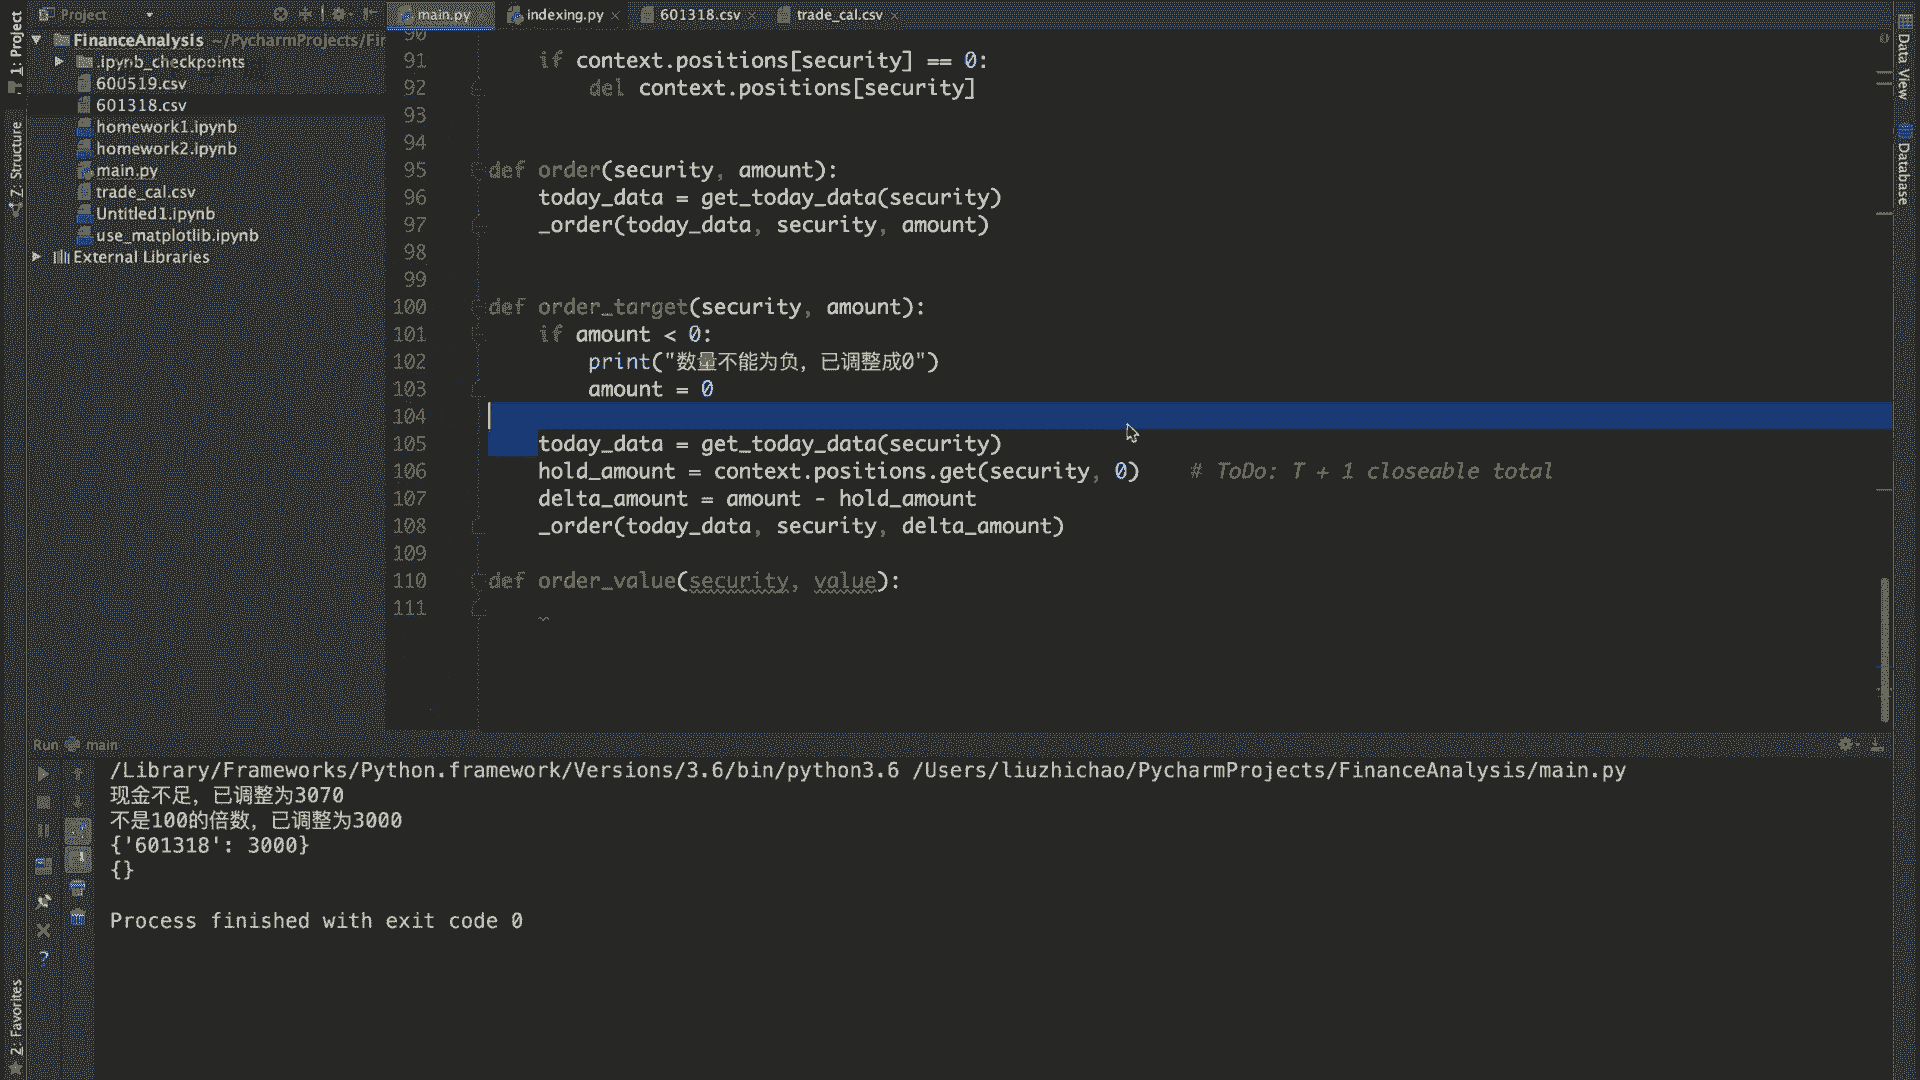 Project
main.py
indexing.py
601318.csv
trade_cal.csv
1: Project
FinanceAnalysis ~/PycharmProjects/Fir
.ipynb_checkpoints
600519.csv
601318.csv
homework1.ipynb
homework2.ipynb
main.py
trade_cal.csv
Untitled1.ipynb
use_matplotlib.ipynb
External Libraries
Z: Structure
2: Favorites
Data View
Database
90
91 if context.positions[security] == 0:
92 del context.positions[security]
93
94
95 def order(security, amount):
96 today_data = get_today_data(security)
97 _order(today_data, security, amount)
98
99
100 def order_target(security, amount):
101 if amount < 0:
102 print("数量不能为负，已调整成0")
103 amount = 0
104
105 today_data = get_today_data(security)
106 hold_amount = context.positions.get(security, 0) # ToDo: T + 1 closeable total
107 delta_amount = amount - hold_amount
108 _order(today_data, security, delta_amount)
109
110 def order_value(security, value):
111
Run main
/Library/Frameworks/Python.framework/Versions/3.6/bin/python3.6 /Users/liuzhichao/PycharmProjects/FinanceAnalysis/main.py
现金不足，已调整为3070
不是100的倍数，已调整为3000
{'601318': 3000}
{}
Process finished with exit code 0